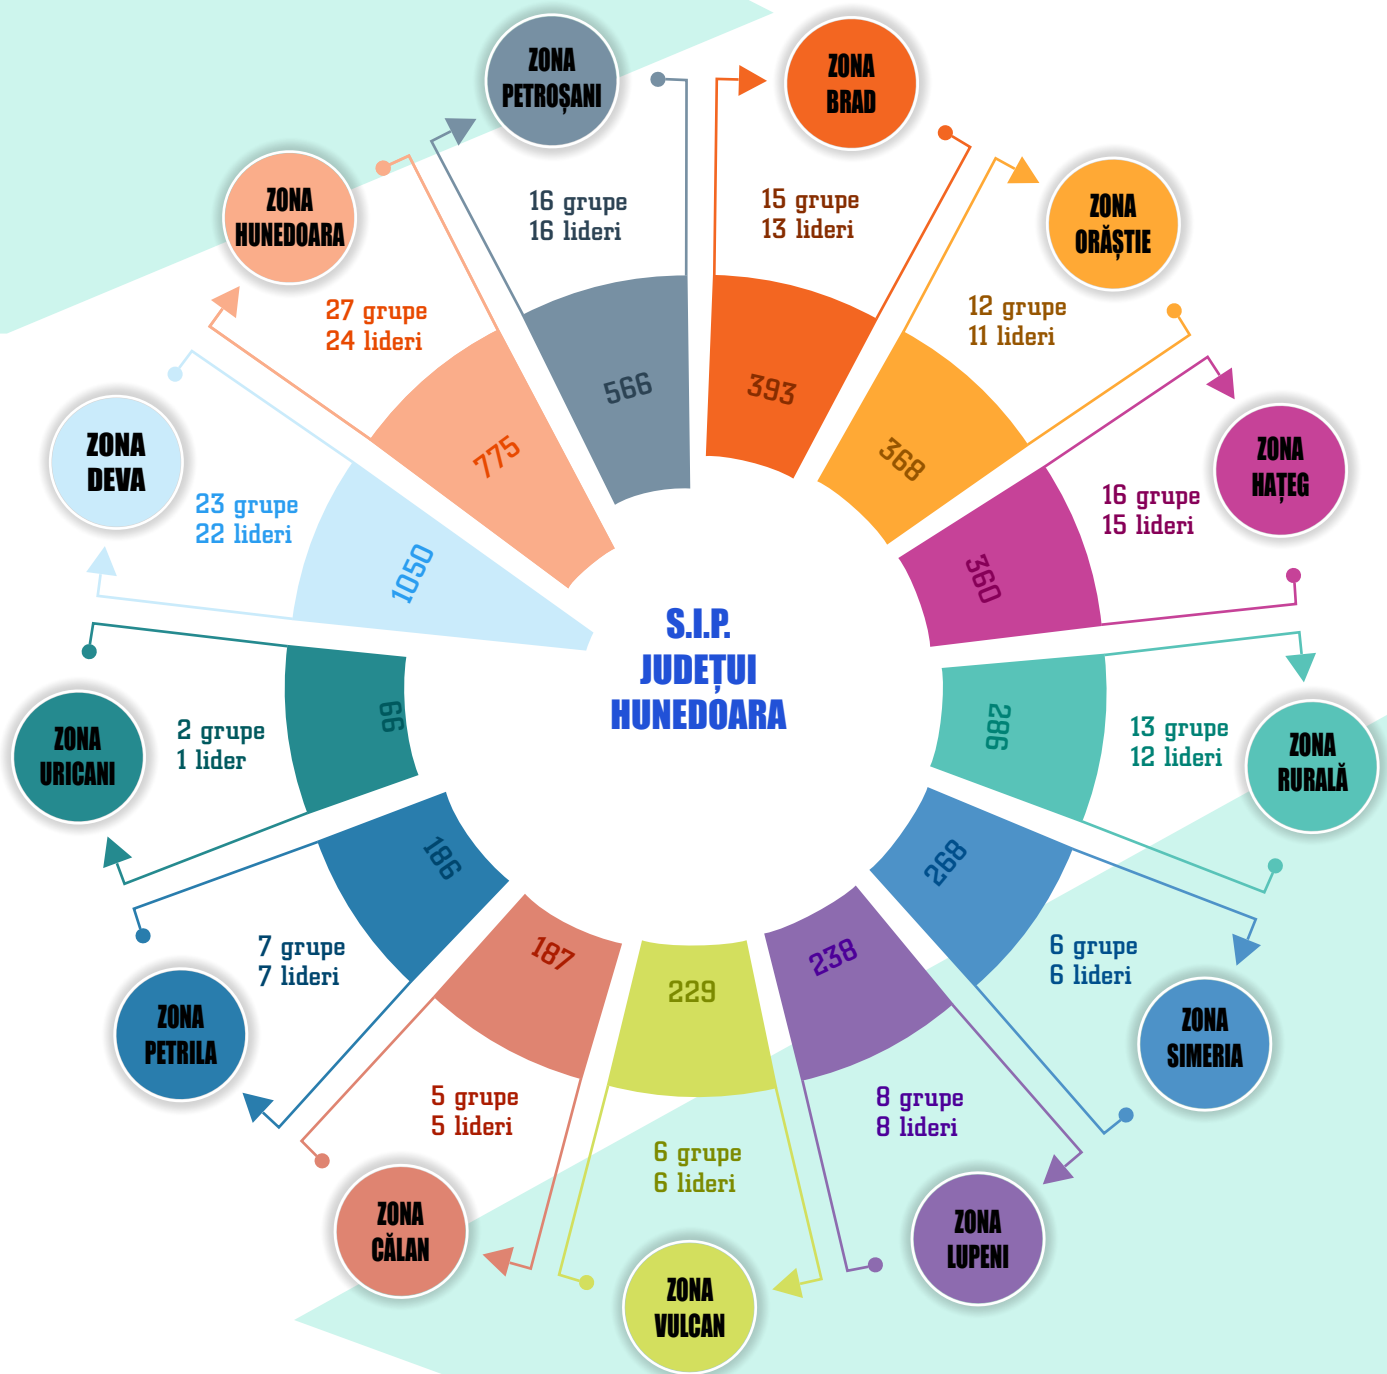 ZONA
PETROȘANI
16 grupe
16 lideri
566
ZONA
BRAD
15 grupe
13 lideri
393
ZONA
ORĂȘTIE
12 grupe
11 lideri
368
ZONA
HAȚEG
16 grupe
15 lideri
360
ZONA
RURALĂ
13 grupe
12 lideri
286
ZONA
SIMERIA
6 grupe
6 lideri
268
ZONA
LUPENI
8 grupe
8 lideri
238
ZONA
VULCAN
6 grupe
6 lideri
229
ZONA
CĂLAN
5 grupe
5 lideri
187
ZONA
PETRILA
7 grupe
7 lideri
186
ZONA
URICANI
2 grupe
1 lider
66
ZONA
DEVA
23 grupe
22 lideri
1050
ZONA
HUNEDOARA
27 grupe
24 lideri
775
S.I.P.
JUDEȚUI
HUNEDOARA